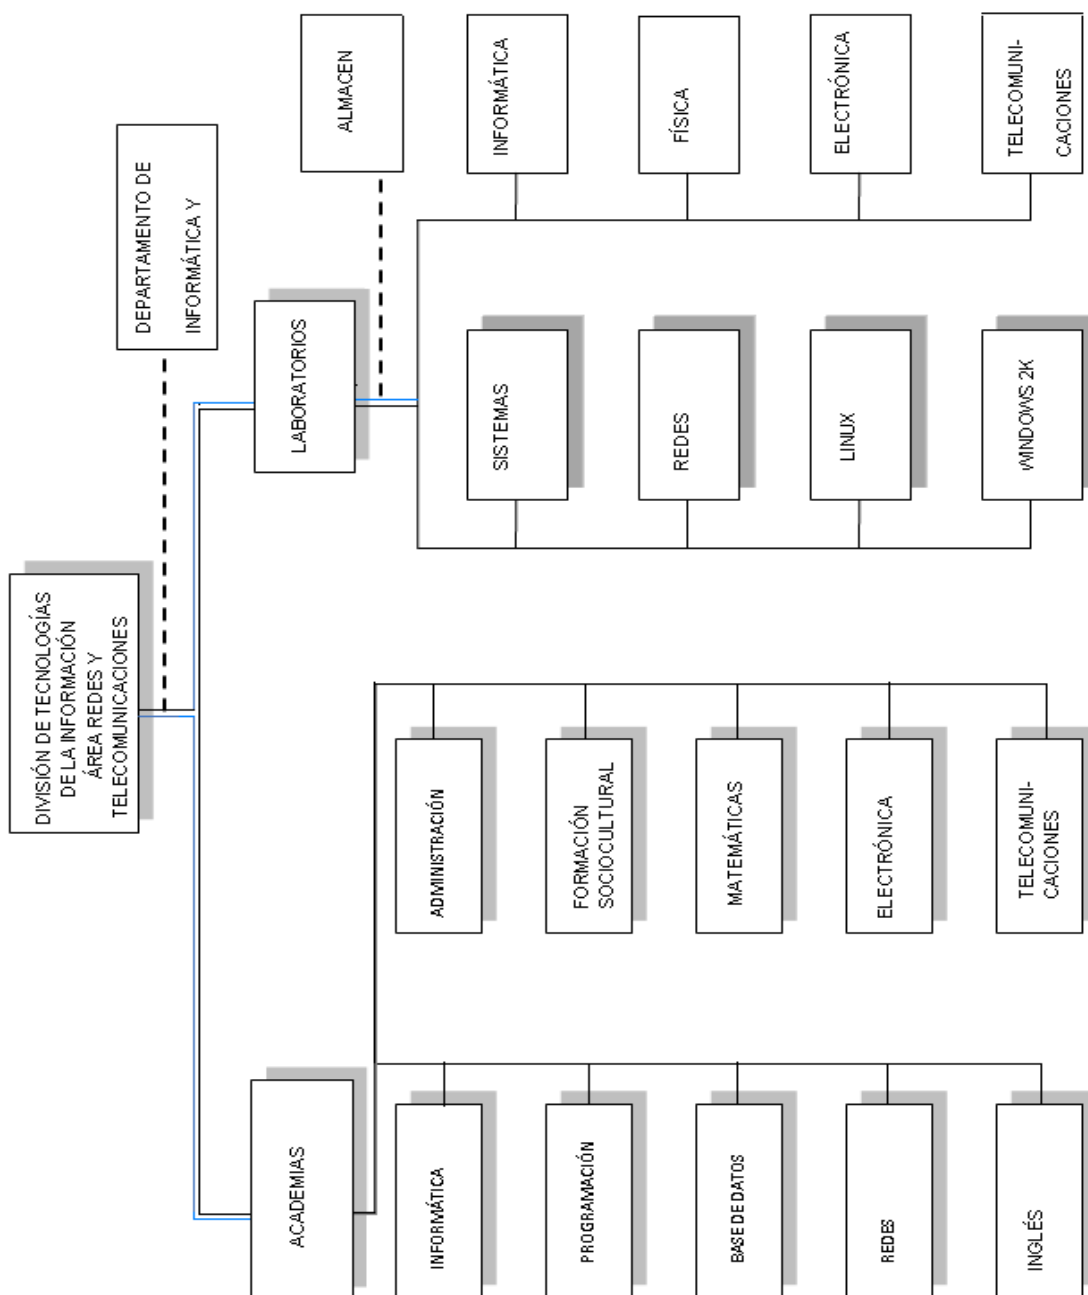 DIVISIÓN DE TECNOLOGÍAS
DE LA INFORMACIÓN
ÁREA REDES Y
TELECOMUNICACIONES
DEPARTAMENTO DE
INFORMÁTICA Y
ACADEMIAS
LABORATORIOS
ALMACEN
INFORMÁTICA
ADMINISTRACIÓN
SISTEMAS
INFORMÁTICA
PROGRAMACIÓN
FORMACIÓN
SOCIOCULTURAL
REDES
FÍSICA
BASE DE DATOS
MATEMÁTICAS
LINUX
ELECTRÓNICA
REDES
ELECTRÓNICA
WINDOWS 2K
TELECOMUNI-
CACIONES
INGLÉS
TELECOMUNI-
CACIONES